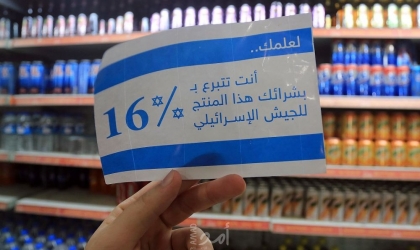 لعلمك..
أنت تتبرع بـ
16%
بشرائك هذا المنتج
للجيش الإسرائيلي